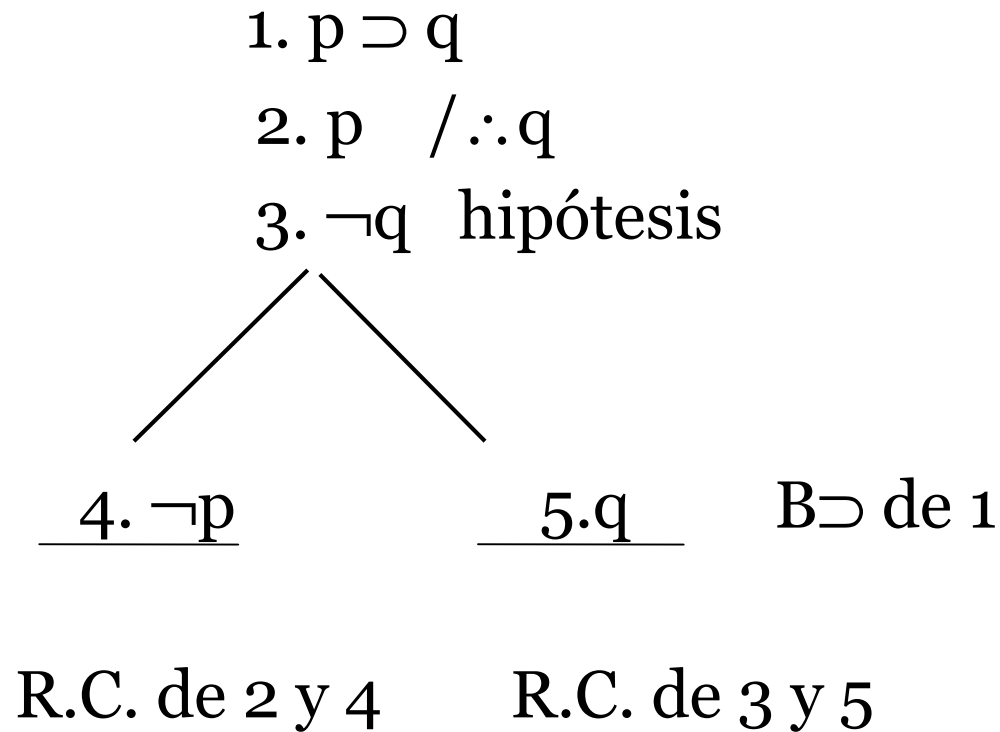 1. p ⊃ q
2. p / ∴ q
3. ¬q hipótesis
4. ¬p 5.q B⊃ de 1
R.C. de 2 y 4 R.C. de 3 y 5